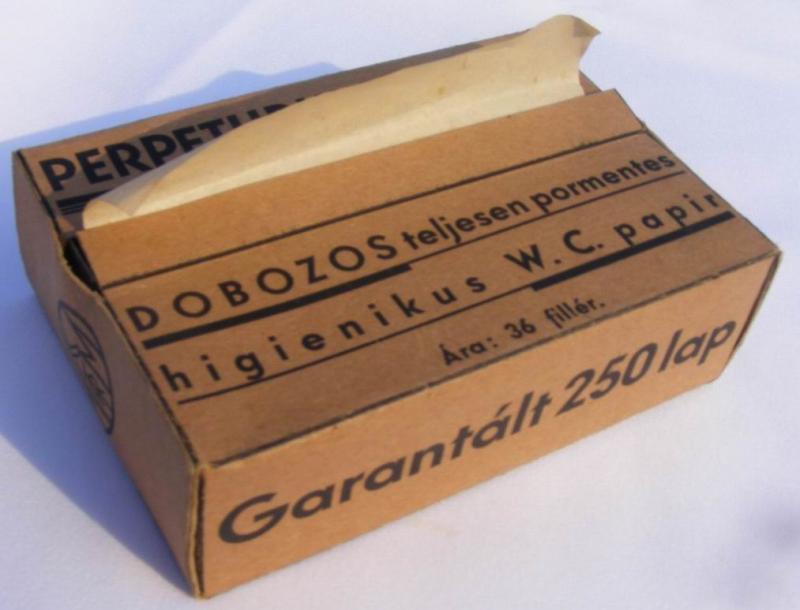 DOBOZOS teljesen pormentes
higienikus W.C. papir
Ára: 36 fillér.
Garantált 250 lap